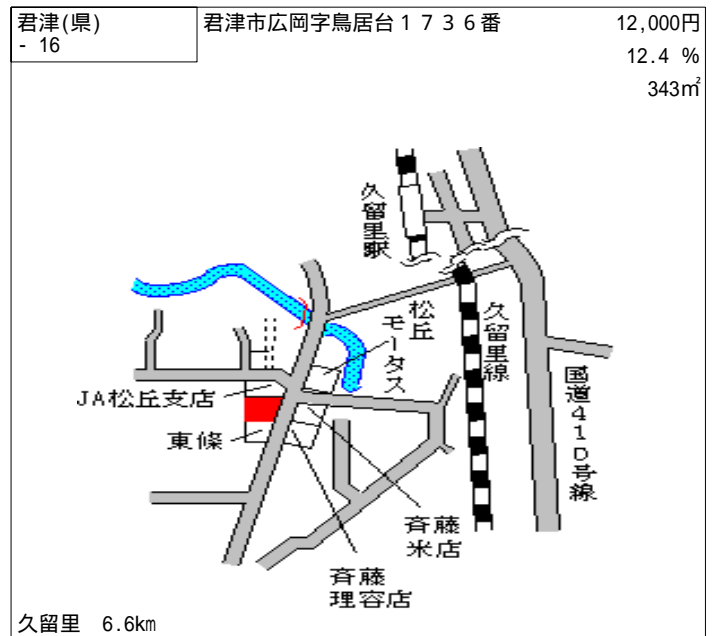 君津(県)
- 16
君津市広岡字鳥居台１７３６番
12,000円
12.4 %
343㎡
久留里駅
松丘モータス
久留里線
国道410号線
JA松丘支店
東條
斉藤米店
斉藤理容店
久留里 6.6km